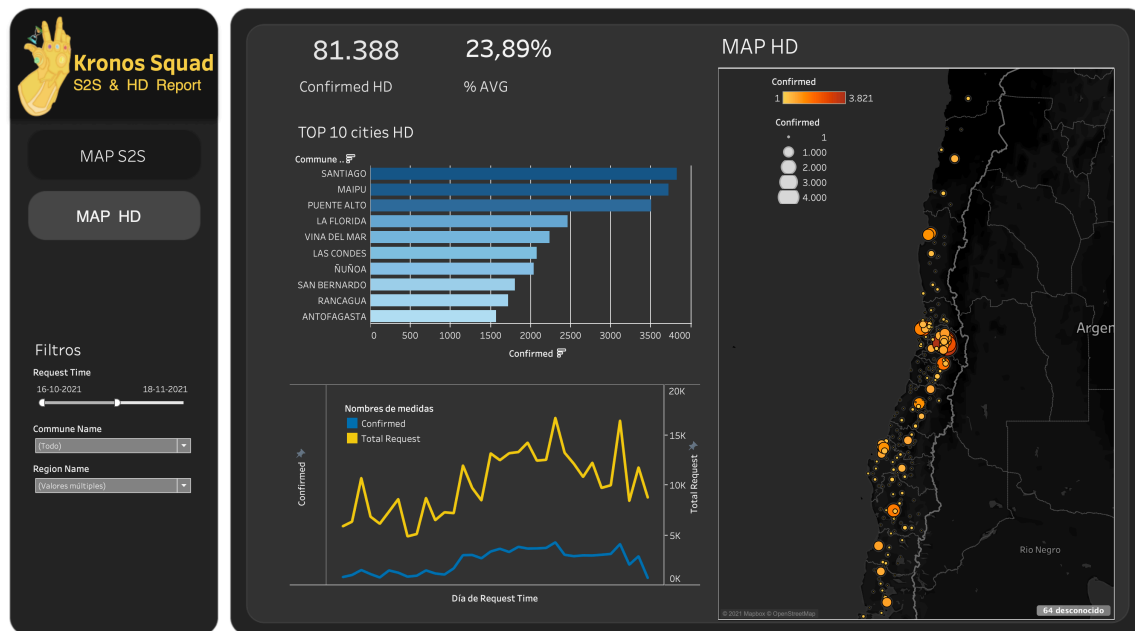 Kronos Squad
S2S & HD Report
MAP S2S
MAP HD
Filtros
Request Time
16-10-2021 18-11-2021
Commune Name
(Todo)
Region Name
(Valores múltiples)
81.388
Confirmed HD
23,89%
% AVG
TOP 10 cities HD
Commune ..
SANTIAGO
MAIPU
PUENTE ALTO
LA FLORIDA
VINA DEL MAR
LAS CONDES
ÑUÑOA
SAN BERNARDO
RANCAGUA
ANTOFAGASTA
0 500 1000 1500 2000 2500 3000 3500 4000
Confirmed
Nombres de medidas
Confirmed
Total Request
Confirmed
20K
15K
10K
5K
0K
Total Request
Día de Request Time
MAP HD
Confirmed
1 3.821
Confirmed
1
1.000
2.000
3.000
4.000
Argen
Río Negro
© 2021 Mapbox © OpenStreetMap
64 desconocido